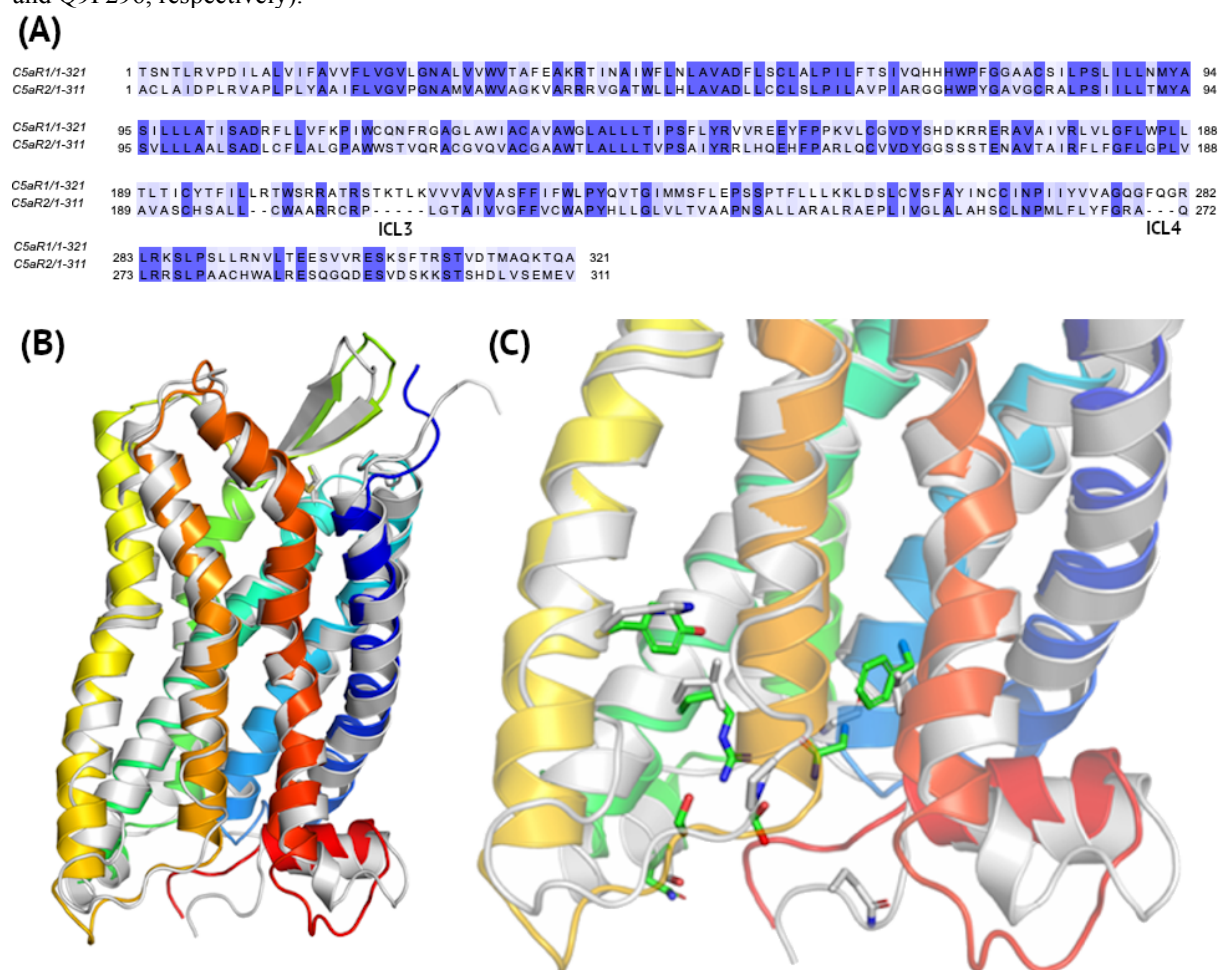 and Q9P296, respectively).
(A)
C5aR1/1-321 1 TSNTLRVPDILALVIFAVVFLVGVLGNALVVWVTAFEAKRTINAIWFLNLAVADFLSCLALPILFTSIVQHHHWPFGGAACSILPSLILLNMYA 94
C5aR2/1-311 1 ACLAIDPLRVAPLPLYAAIFLVGVPGNAMVAWVAGKVARRRVGATWLLHLAVADLLCCLSLPILAVPIARGGHWPYGAVGCRALPSIILLTMYA 94
C5aR1/1-321 95 SILLLATISADRFLLVFKPIWCQNFRGAGLAWIACAVAWGLALLLTIPSFLYRVVREEYFPPKVLCGVDYSHDKRRERAVAIVRLVLGFLWPLL 188
C5aR2/1-311 95 SVLLLAALSADLCFLALGPAWWSTVQRACGVQVACGAAWTLALLLTVPSAIYRRLHQEHFPARLQCVVDYGGSSSTENAVTAIRFLFGFLGPLV 188
C5aR1/1-321 189 TLTICYTFILLRTWSRRATRSTKTLKVVVAVVASFFIFWLPYQVTGIMMSFLEPSSPTFLLLKKLDSLCVSFAYINCCINPIIYVVAGQGFQGR 282
C5aR2/1-311 189 AVASCHSALL--CWAARRCRP-----LGTAIVVGFFVCWAPYHLLGLVLTVAAPNSALLARALRAEPLIVGLALAHSCLNPMLFLYFGRA---Q 272
ICL3 ICL4
C5aR1/1-321 283 LRKSLPSLLRNVLTEESVVRESKSFTRSTVDTMAQKTQA 321
C5aR2/1-311 273 LRRSLPAACHWALRESQGQDESVDSKKSTSHDLVSEMEV 311
(B) (C)